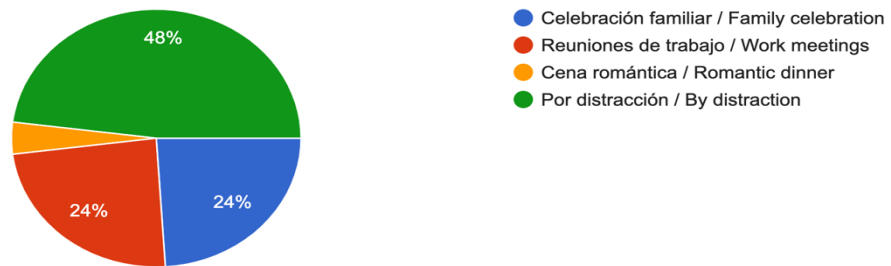 48%
24%
24%
Celebración familiar / Family celebration
Reuniones de trabajo / Work meetings
Cena romántica / Romantic dinner
Por distracción / By distraction